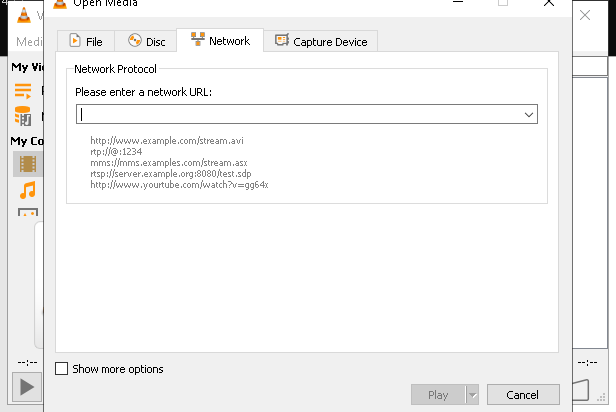 Open Media
Medi
File
Disc
Network
Capture Device
My Vi
Network Protocol
Please enter a network URL:
http://www.example.com/stream.avi
rtp://@:1234
mms://mms.examples.com/stream.asx
rtsp://server.example.org:8080/test.sdp
http://www.yourtube.com/watch?v=gg64x
My Co
--:--
--:--
Show more options
Play
Cancel